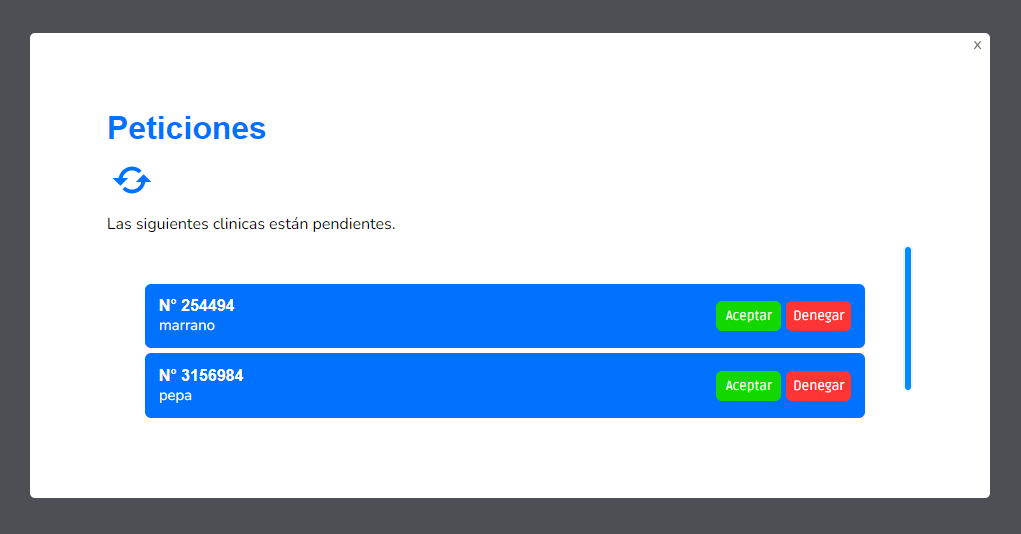 x
Peticiones
Las siguientes clinicas están pendientes.
N° 254494
marrano
Aceptar Denegar
N° 3156984
pepa
Aceptar Denegar